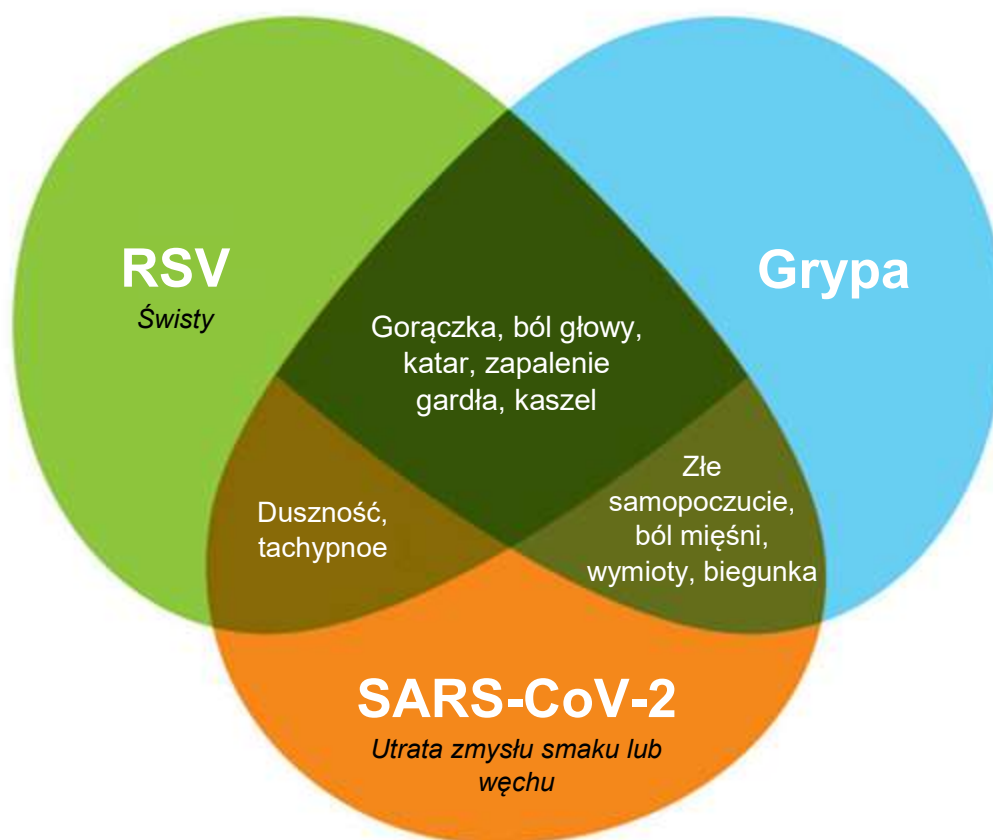 RSV
Świsty
Grypa
Gorączka, ból głowy,
katar, zapalenie
gardła, kaszel
Duszność,
tachypnoe
Złe
samopoczucie,
ból mięśni,
wymioty, biegunka
SARS-CoV-2
Utrata zmysłu smaku lub
węchu